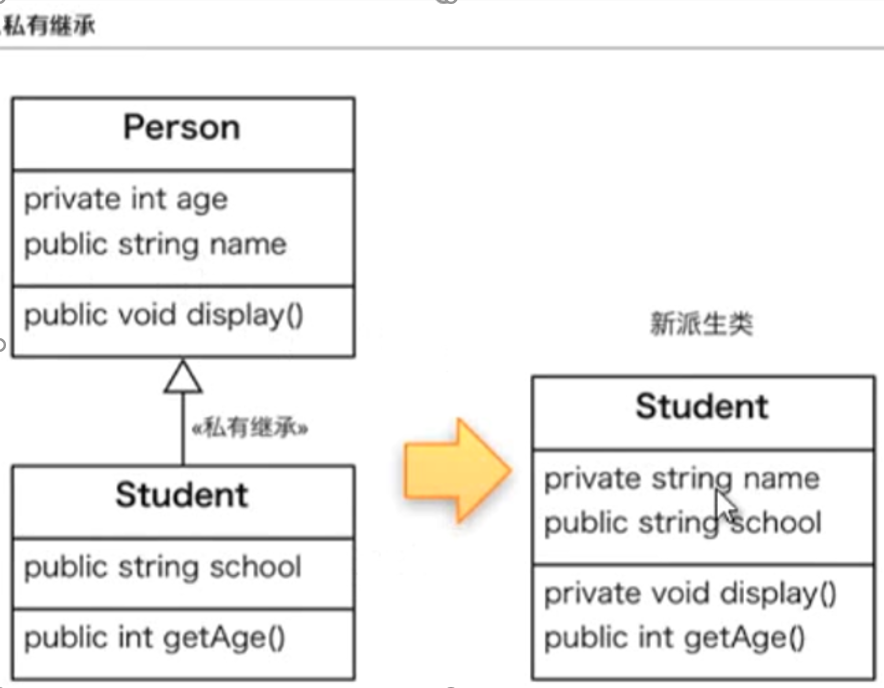 私有继承
Person
private int age
public string name
public void display()
«私有继承»
Student
public string school
public int getAge()
新派生类
Student
private string name
public string school
private void display()
public int getAge()